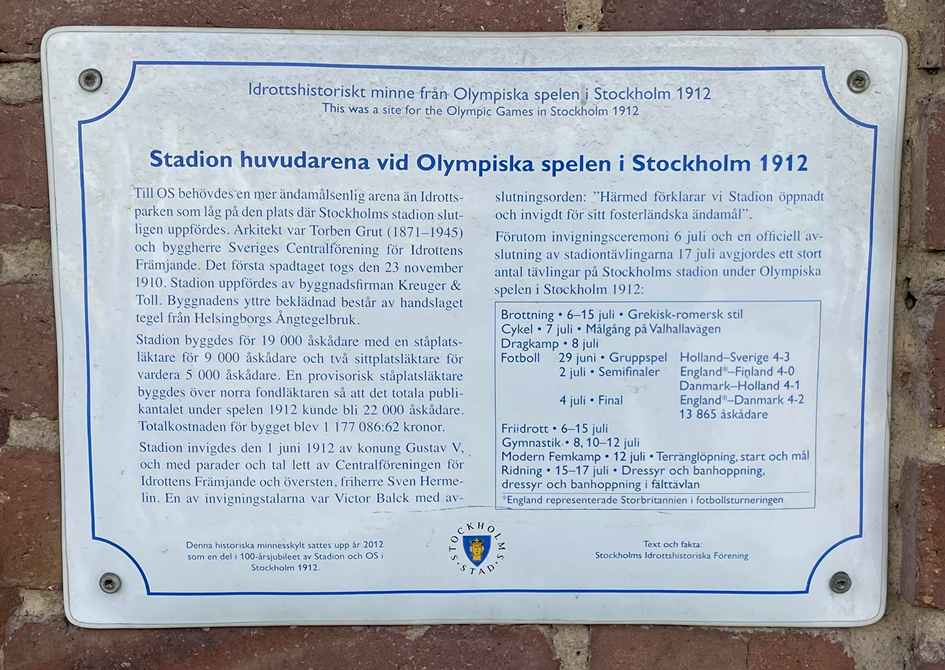 Idrottshistoriskt minne från Olympiska spelen i Stockholm 1912
This was a site for the Olympic Games in Stockholm 1912
Stadion huvudarena vid Olympiska spelen i Stockholm 1912
Till OS behövdes en mer ändamålsenlig arena än Idrotts-
parken som låg på den plats där Stockholms stadion slut-
ligen uppfördes. Arkitekt var Torben Grut (1871–1945)
och byggherre Sveriges Centralförening för Idrottens
Främjande. Det första spadtaget togs den 23 november
1910. Stadion uppfördes av byggnadsfirman Kreuger &
Toll. Byggnadens yttre beklädnad består av handslaget
tegel från Helsingborgs Ångtegelbruk.
Stadion byggdes för 19 000 åskådare med en ståplats-
läktare för 9 000 åskådare och två sittplatsläktare för
vardera 5 000 åskådare. En provisorisk ståplatsläktare
byggdes över norra fondläktaren så att det totala publi-
kantalet under spelen 1912 kunde bli 22 000 åskådare.
Totalkostnaden för bygget blev 1 177 086:62 kronor.
Stadion invigdes den 1 juni 1912 av konung Gustav V,
och med parader och tal lett av Centralföreningen för
Idrottens Främjande och översten, friherre Sven Herme-
lin. En av invigningstalarna var Victor Balck med av-
slutningsorden: ”Härmed förklarar vi Stadion öppnadt
och invigdt för sitt fosterländska ändamål”.
Förutom invigningsceremoni 6 juli och en officiell av-
slutning av stadiontävlingarna 17 juli avgjordes ett stort
antal tävlingar på Stockholms stadion under Olympiska
spelen i Stockholm 1912:
Brottning • 6–15 juli • Grekisk-romersk stil
Cykel • 7 juli • Målgång på Valhallavägen
Dragkamp • 8 juli
Fotboll 29 juni • Gruppspel Holland–Sverige 4-3
2 juli • Semifinaler England*–Finland 4-0
Danmark–Holland 4-1
4 juli • Final England*–Danmark 4-2
13 865 åskådare
Friidrott • 6–15 juli
Gymnastik • 8, 10–12 juli
Modern Femkamp • 12 juli • Terränglöpning, start och mål
Ridning • 15–17 juli • Dressyr och banhoppning,
dressyr och banhoppning i fälttävlan
*England representerade Storbritannien i fotbollsturneringen
Denna historiska minnesskylt sattes upp år 2012
som en del i 100-årsjubileet av Stadion och OS i
Stockholm 1912.
STOCKHOLMS STAD
Text och fakta:
Stockholms Idrottshistoriska Förening